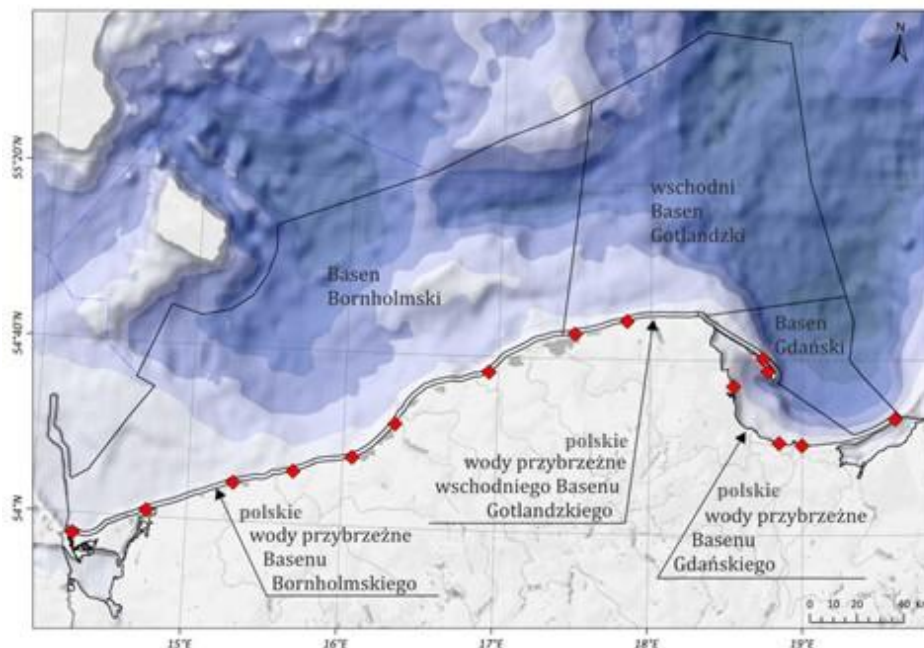 N
55°20'N
wschodni
Basen
Gotlandzki
Basen
Bornholmski
54°40'N
Basen
Gdański
polskie
wody przybrzeżne
wschodniego Basenu
Gotlandzkiego
54°N
polskie
wody przybrzeżne
Basenu
Gdańskiego
polskie
wody przybrzeżne
Basenu
Bornholmskiego
0 10 20 40 km
15°E
16°E
17°E
18°E
19°E